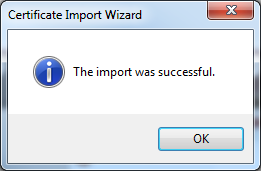 Certificate Import Wizard
The import was successful.
OK